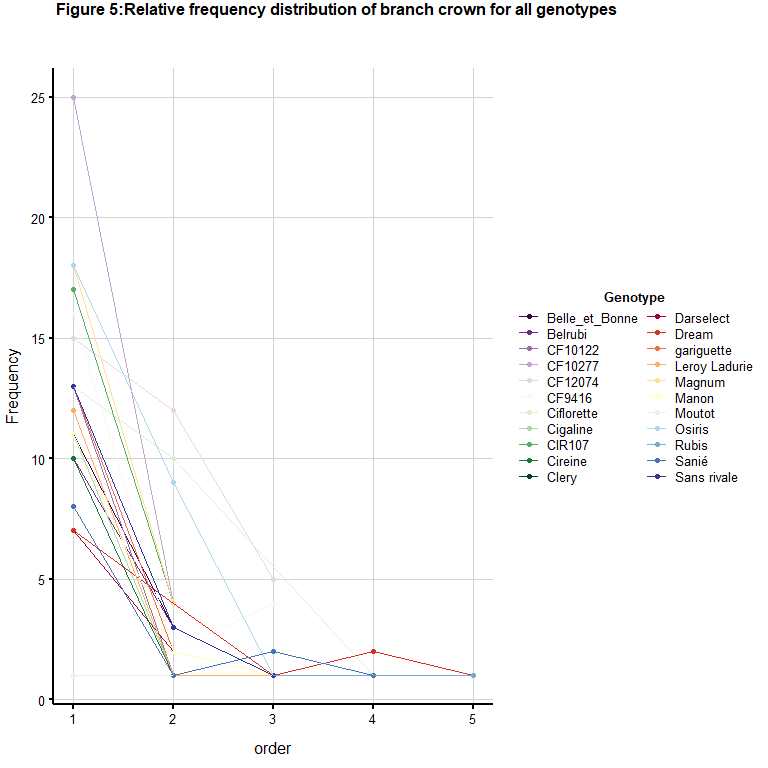 Figure 5:Relative frequency distribution of branch crown for all genotypes
Frequency
25
20
15
10
5
0
1 2 3 4 5
order
Genotype
Belle_et_Bonne
Belrubi
CF10122
CF10277
CF12074
CF9416
Ciflorette
Cigaline
CIR107
Cireine
Clery
Darselect
Dream
gariguette
Leroy Ladurie
Magnum
Manon
Moutot
Osiris
Rubis
Sanié
Sans rivale